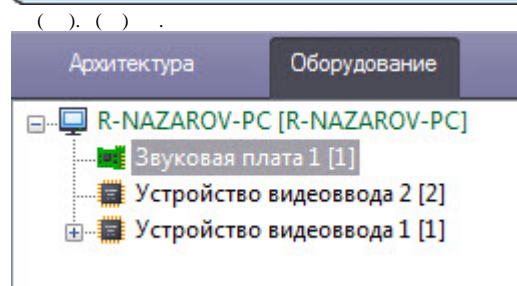 ( ). ( ) .
Архитектура Оборудование
R-NAZAROV-PC [R-NAZAROV-PC]
Звуковая плата 1 [1]
Устройство видеоввода 2 [2]
Устройство видеоввода 1 [1]